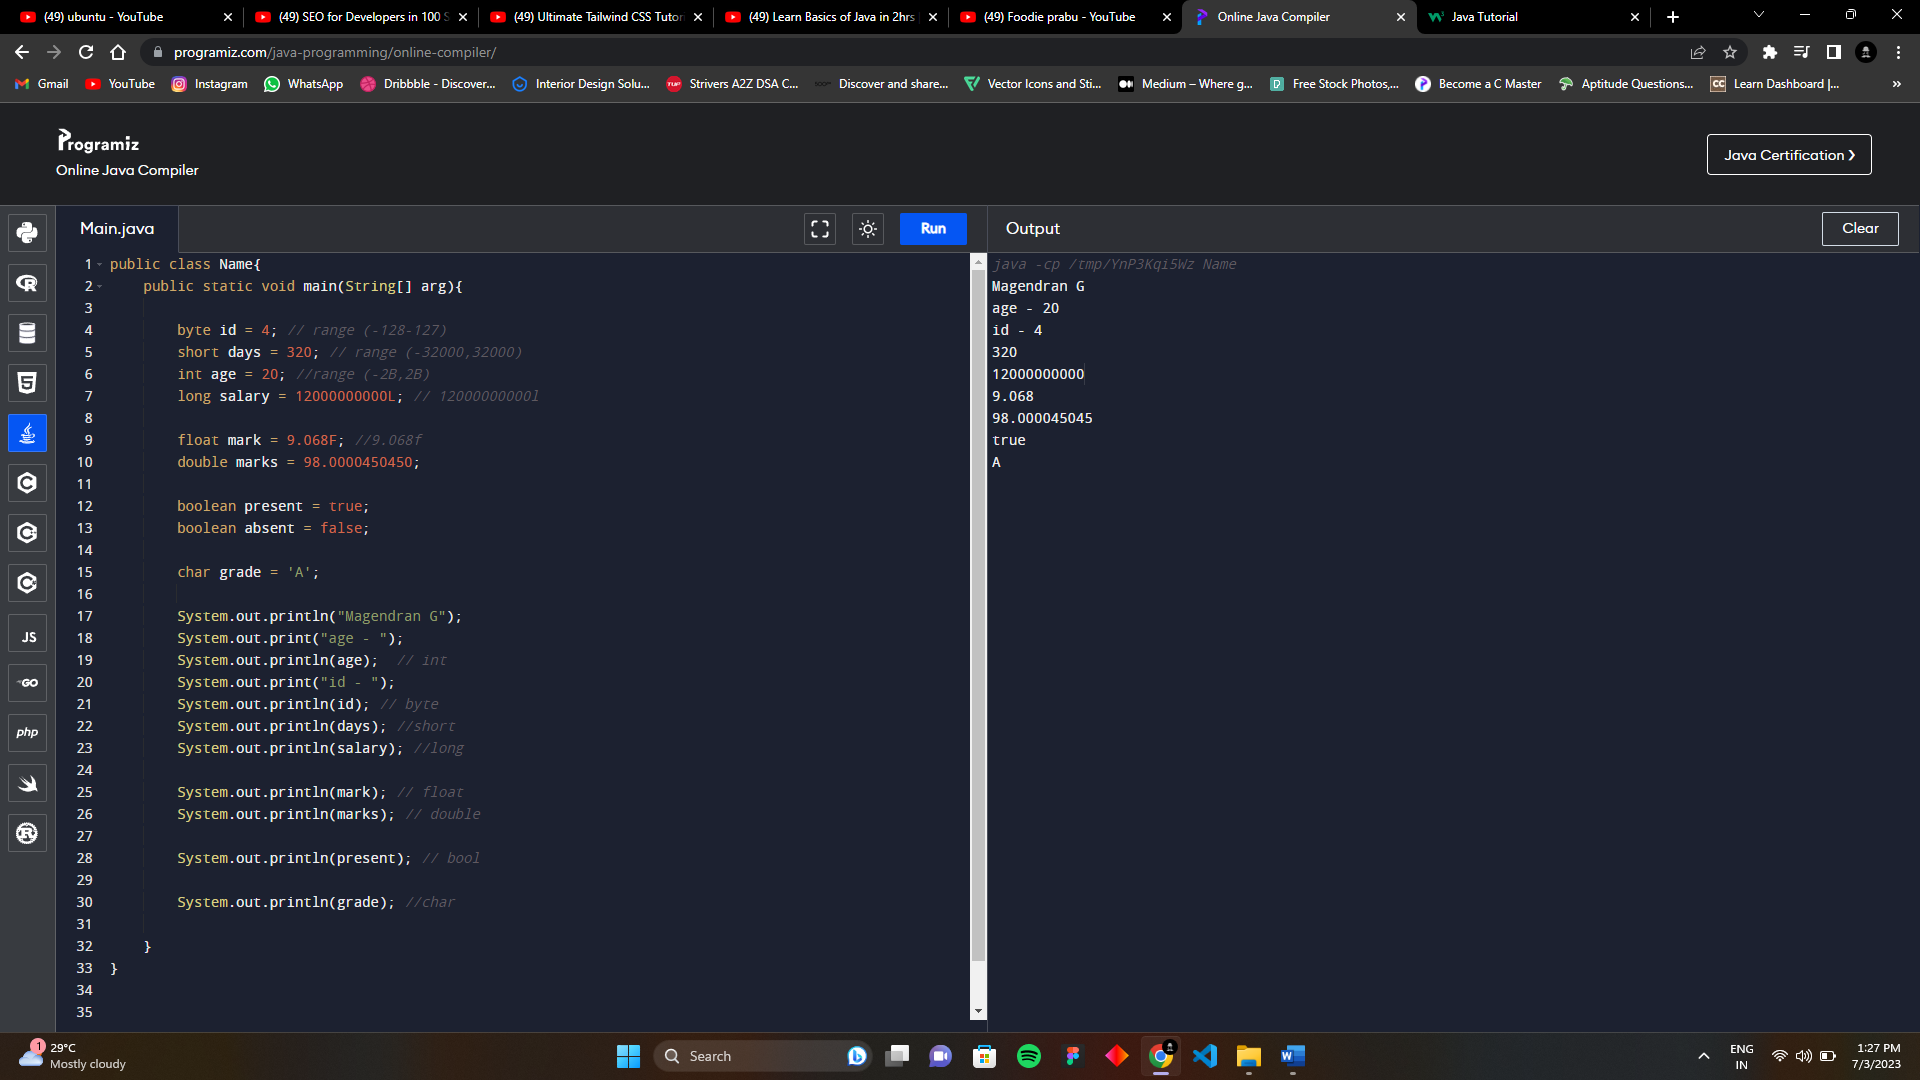 (49) ubuntu - YouTube
(49) SEO for Developers in 100 S
(49) Ultimate Tailwind CSS Tutor
(49) Learn Basics of Java in 2hrs
(49) Foodie prabu - YouTube
Online Java Compiler
Java Tutorial
programiz.com/java-programming/online-compiler/
Gmail
YouTube
Instagram
WhatsApp
Dribbble - Discover...
Interior Design Solu...
Strivers A2Z DSA C...
Discover and share...
Vector Icons and Sti...
Medium – Where g...
Free Stock Photos,...
Become a C Master
Aptitude Questions...
CC
Learn Dashboard |...
Programiz
Online Java Compiler
Java Certification ❯
Main.java
Run
Output
Clear
JS
GO
php
1 public class Name{
2 public static void main(String[] arg){
3
4 byte id = 4; // range (-128-127)
5 short days = 320; // range (-32000,32000)
6 int age = 20; //range (-2B,2B)
7 long salary = 12000000000L; // 12000000000l
8
9 float mark = 9.068F; //9.068f
10 double marks = 98.0000450450;
11
12 boolean present = true;
13 boolean absent = false;
14
15 char grade = 'A';
16
17 System.out.println("Magendran G");
18 System.out.print("age - ");
19 System.out.println(age);  // int
20 System.out.print("id - ");
21 System.out.println(id); // byte
22 System.out.println(days); //short
23 System.out.println(salary); //long
24
25 System.out.println(mark); // float
26 System.out.println(marks); // double
27
28 System.out.println(present); // bool
29
30 System.out.println(grade); //char
31
32 }
33 }
34
35
java -cp /tmp/YnP3Kqi5Wz Name
Magendran G
age - 20
id - 4
320
12000000000
9.068
98.000045045
true
A
1
29°C
Mostly cloudy
Search
ENG
IN
1:27 PM
7/3/2023